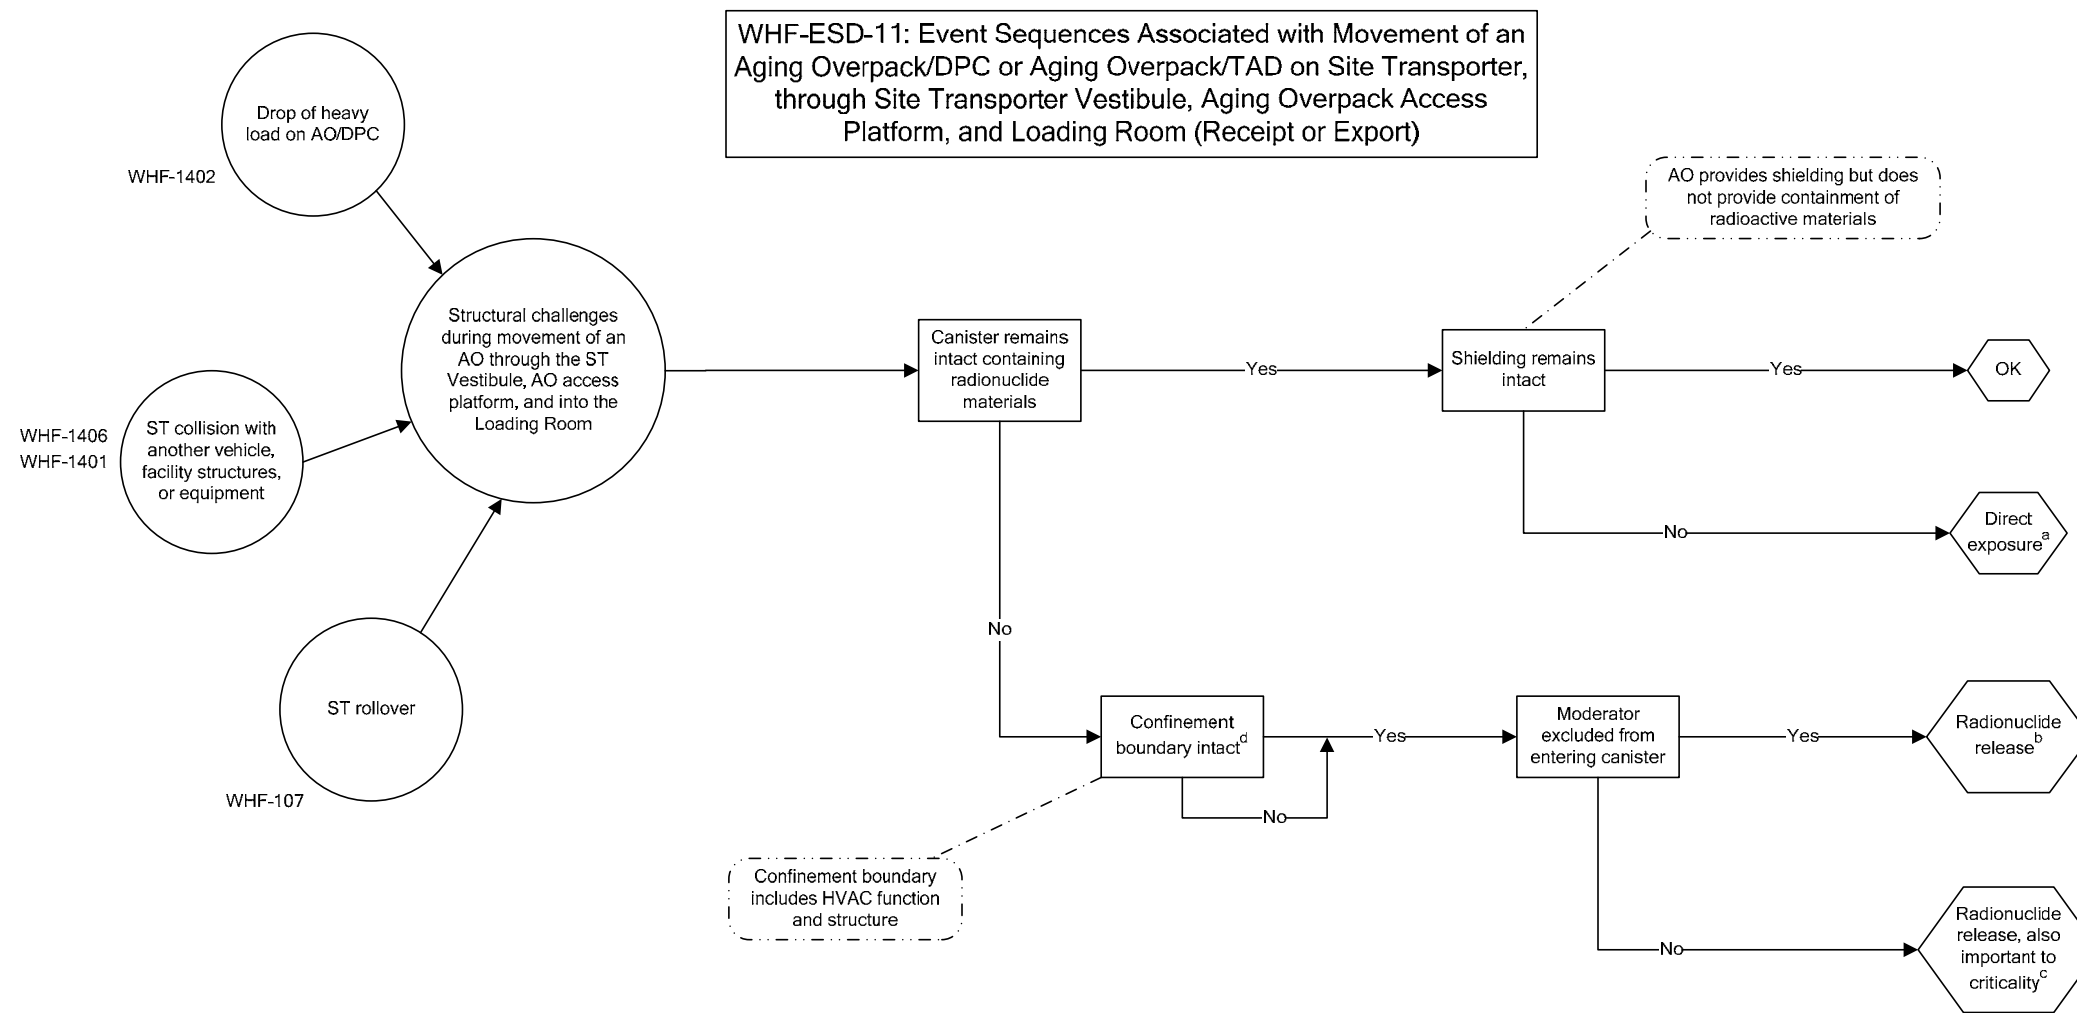 WHF-ESD-11: Event Sequences Associated with Movement of an
Aging Overpack/DPC or Aging Overpack/TAD on Site Transporter,
through Site Transporter Vestibule, Aging Overpack Access
Platform, and Loading Room (Receipt or Export)
Drop of heavy
load on AO/DPC
WHF-1402
AO provides shielding but does
not provide containment of
radioactive materials
Structural challenges
during movement of an
AO through the ST
Vestibule, AO access
platform, and into the
Loading Room
Canister remains
intact containing
radionuclide
materials
Yes
Shielding remains
intact
Yes
OK
WHF-1406
WHF-1401
ST collision with
another vehicle,
facility structures,
or equipment
No
Direct
exposure^a
No
ST rollover
WHF-107
Confinement
boundary intact^d
Yes
No
Moderator
excluded from
entering canister
Yes
Radionuclide
release^b
Confinement boundary
includes HVAC function
and structure
No
Radionuclide
release, also
important to
criticality^c